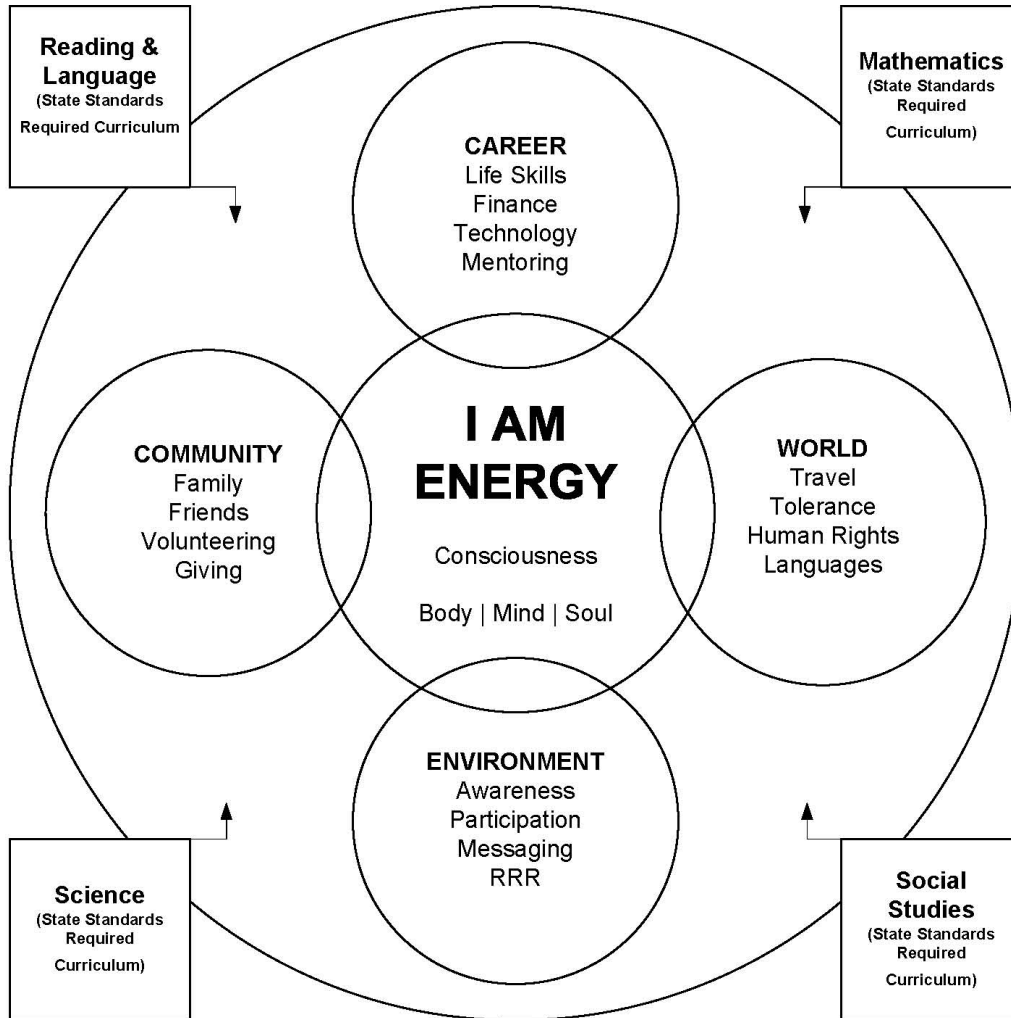 Reading &
Language
(State Standards
Required Curriculum
Mathematics
(State Standards
Required
Curriculum)
CAREER
Life Skills
Finance
Technology
Mentoring
COMMUNITY
Family
Friends
Volunteering
Giving
I AM
ENERGY
Consciousness
Body | Mind | Soul
WORLD
Travel
Tolerance
Human Rights
Languages
ENVIRONMENT
Awareness
Participation
Messaging
RRR
Science
(State Standards
Required
Curriculum)
Social
Studies
(State Standards
Required
Curriculum)